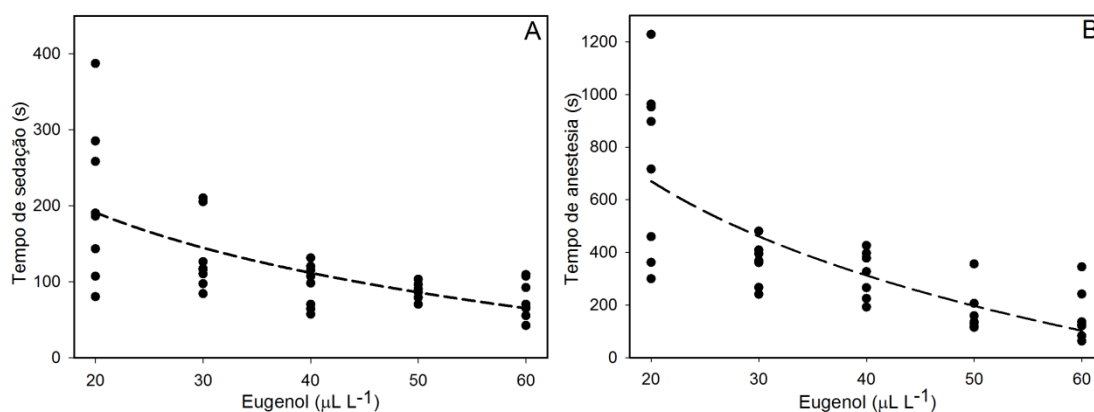 A
Tempo de sedação (s)
400
300
200
100
0
20 30 40 50 60
Eugenol (μL L-1)
B
Tempo de anestesia (s)
1200
1000
800
600
400
200
0
20 30 40 50 60
Eugenol (μL L-1)